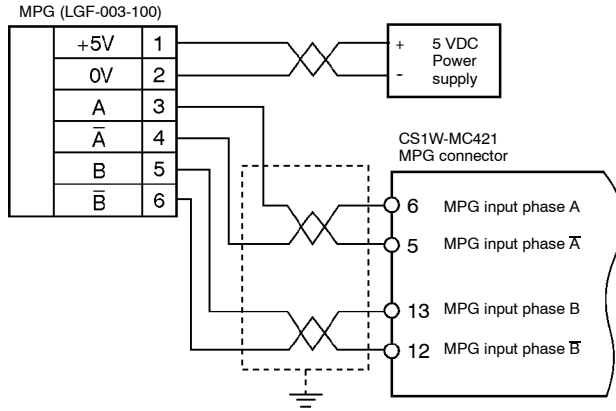 MPG (LGF-003-100)
+5V 1
0V 2
A 3
A̅ 4
B 5
B̅ 6
+ 5 VDC
Power
- supply
CS1W-MC421
MPG connector
6 MPG input phase A
5 MPG input phase A̅
13 MPG input phase B
12 MPG input phase B̅